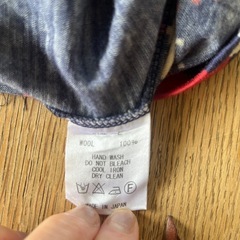 WOOL 100%
HAND WASH
DO NOT BLEACH
COOL IRON
DRY CLEAN
MADE IN JAPAN